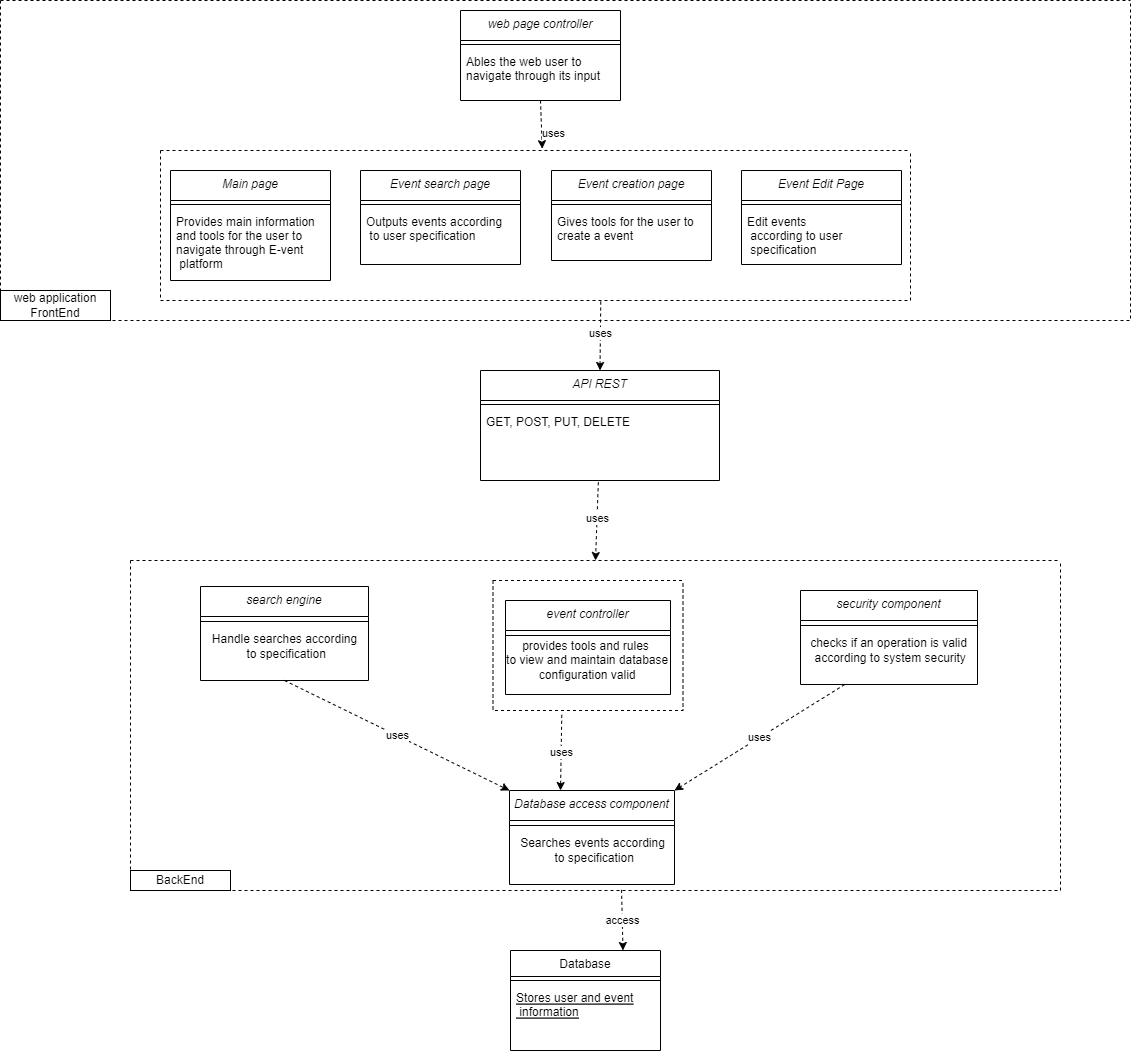 web page controller
Ables the web user to
navigate through its input
uses
Main page
Provides main information
and tools for the user to
navigate through E-vent
platform
Event search page
Outputs events according
to user specification
Event creation page
Gives tools for the user to
create a event
Event Edit Page
Edit events
according to user
specification
web application
FrontEnd
uses
API REST
GET, POST, PUT, DELETE
uses
search engine
Handle searches according
to specification
event controller
provides tools and rules
to view and maintain database
configuration valid
security component
checks if an operation is valid
according to system security
uses
uses
uses
Database access component
Searches events according
to specification
BackEnd
access
Database
Stores user and event
information